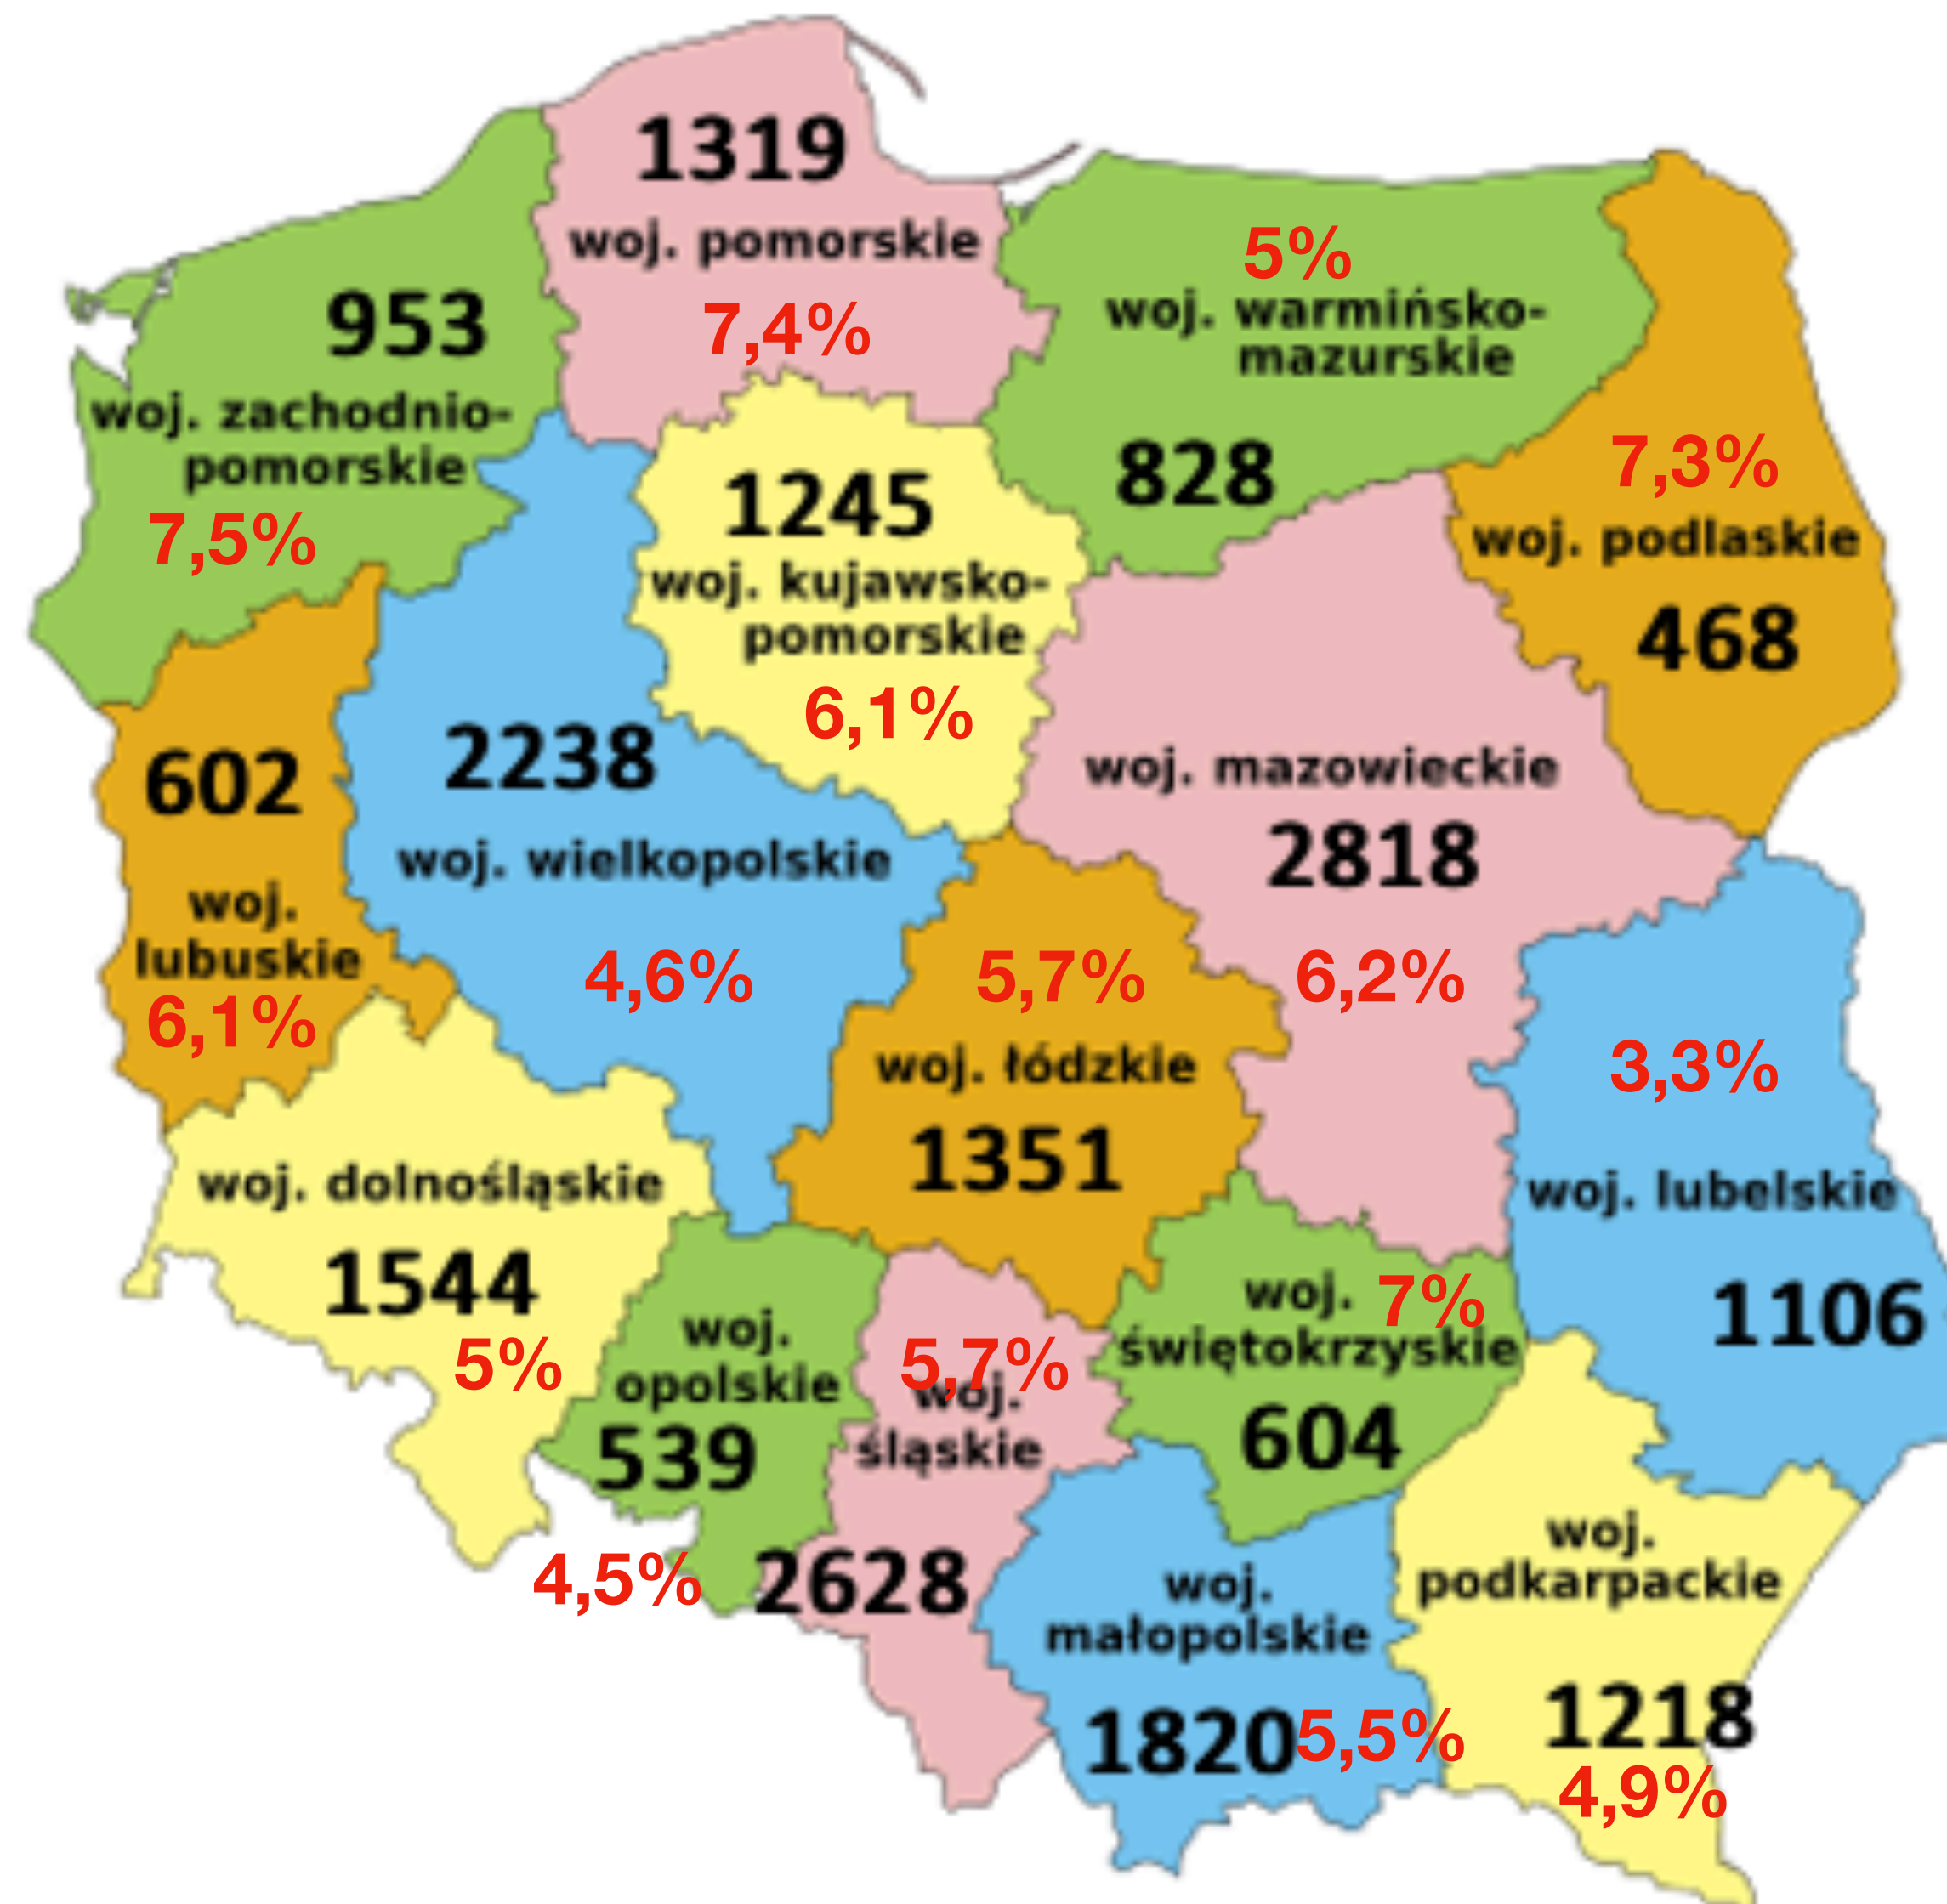 1319
woj. pomorskie
7,4%
953
woj. zachodnio-
pomorskie
7,5%
5%
woj. warmińsko-
mazurskie
828
7,3%
woj. podlaskie
468
1245
woj. kujawsko-
pomorskie
6,1%
602
woj.
lubuskie
6,1%
2238
woj. wielkopolskie
4,6%
woj. mazowieckie
2818
6,2%
5,7%
woj. łódzkie
1351
3,3%
woj. lubelskie
1106
woj. dolnośląskie
1544
5%
woj.
opolskie
539
4,5%
5,7%
woj.
śląskie
2628
woj. 7%
świętokrzyskie
604
woj.
małopolskie
1820 5,5%
woj.
podkarpackie
1218
4,9%